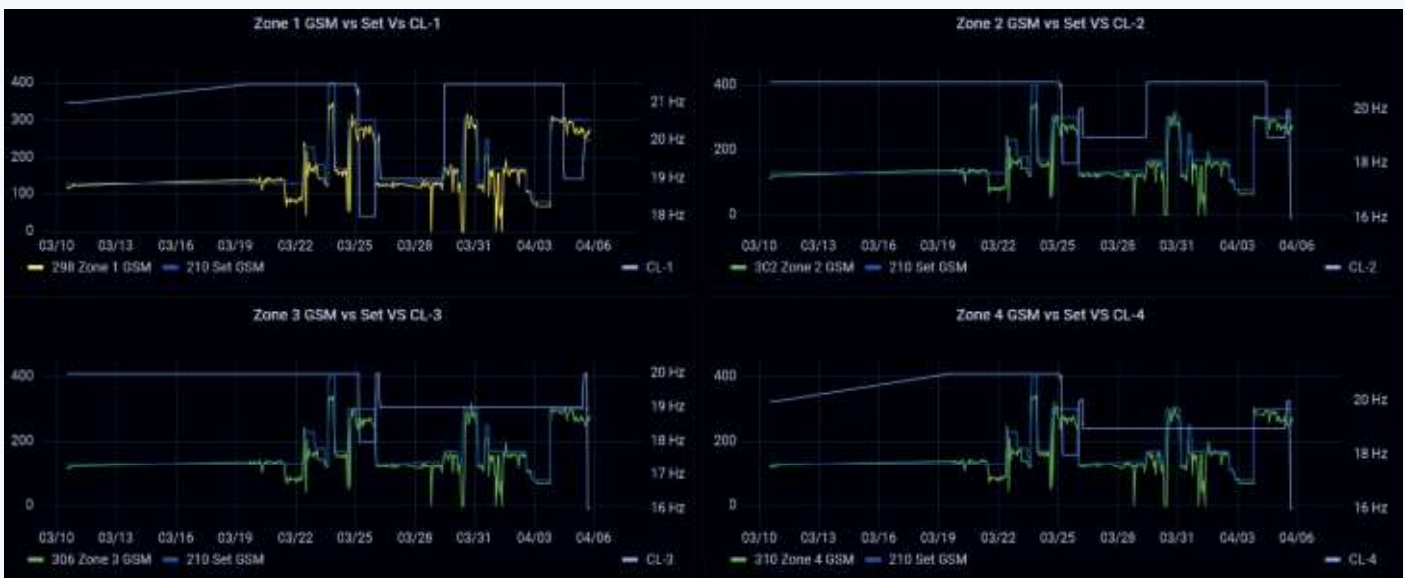 Zone 1 GSM vs Set Vs CL-1
400
300
200
100
0
21 Hz
20 Hz
19 Hz
18 Hz
03/10 03/13 03/16 03/19 03/22 03/25 03/28 03/31 04/03 04/06
298 Zone 1 GSM 210 Set GSM CL-1
Zone 2 GSM vs Set VS CL-2
400
200
0
20 Hz
18 Hz
16 Hz
03/10 03/13 03/16 03/19 03/22 03/25 03/28 03/31 04/03 04/06
302 Zone 2 GSM 210 Set GSM CL-2
Zone 3 GSM vs Set VS CL-3
400
200
0
20 Hz
19 Hz
18 Hz
17 Hz
16 Hz
03/10 03/13 03/16 03/19 03/22 03/25 03/28 03/31 04/03 04/06
306 Zone 3 GSM 210 Set GSM CL-3
Zone 4 GSM vs Set VS CL-4
400
200
0
20 Hz
18 Hz
16 Hz
03/10 03/13 03/16 03/19 03/22 03/25 03/28 03/31 04/03 04/06
310 Zone 4 GSM 210 Set GSM CL-4